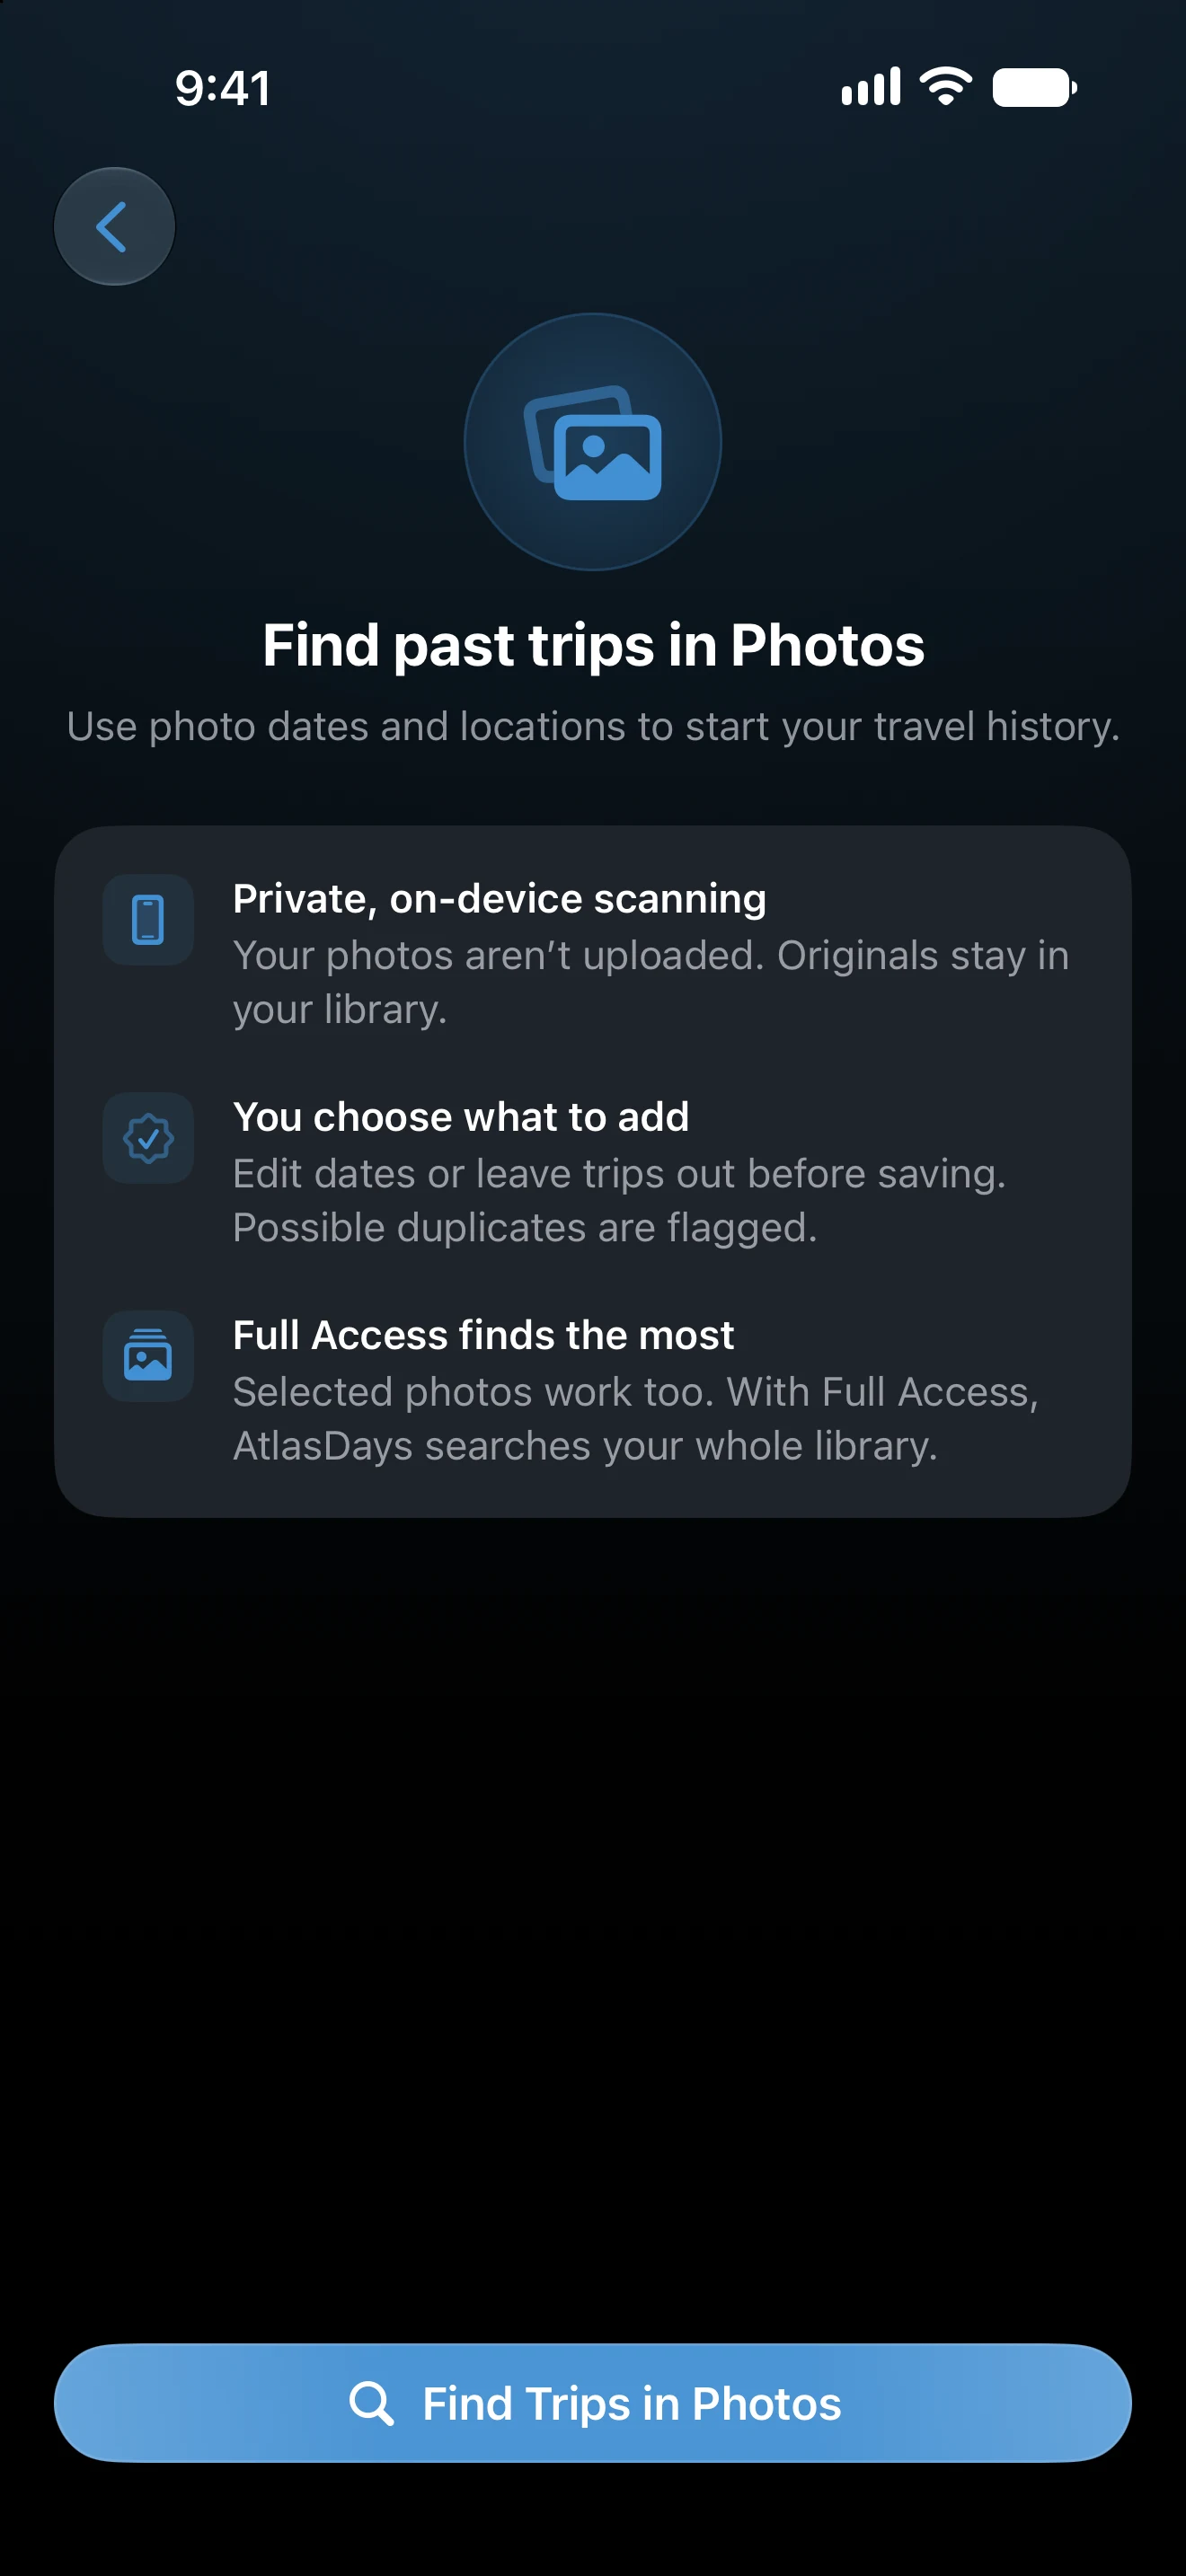 9:41
Find past trips in Photos
Use photo dates and locations to start your travel history.
Private, on-device scanning
Your photos aren’t uploaded. Originals stay in
your library.
You choose what to add
Edit dates or leave trips out before saving.
Possible duplicates are flagged.
Full Access finds the most
Selected photos work too. With Full Access,
AtlasDays searches your whole library.
Find Trips in Photos